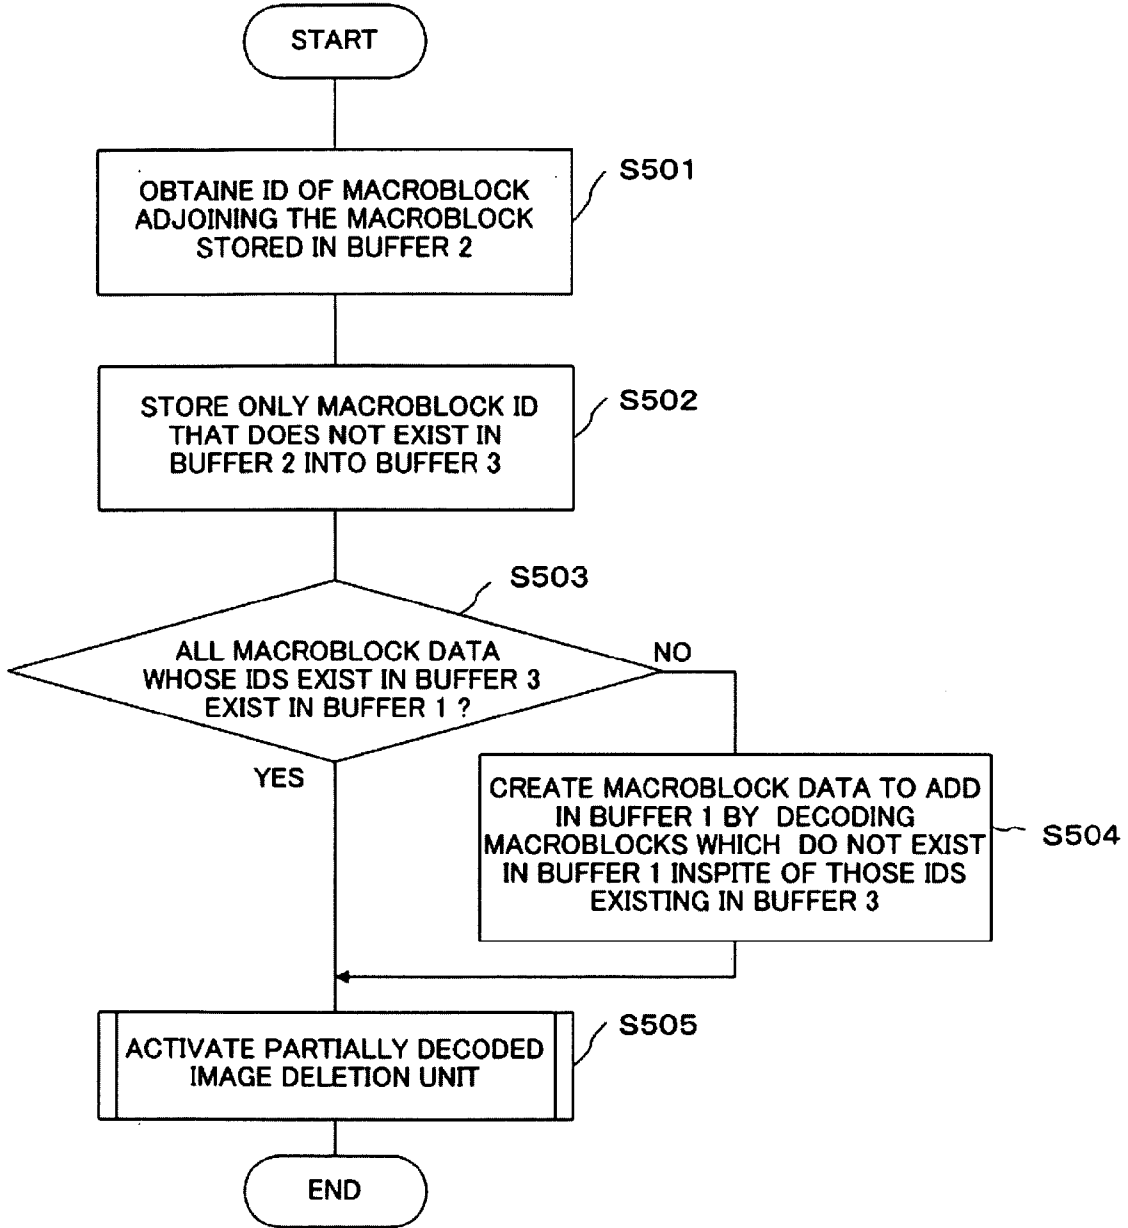 START
S501
OBTAINE ID OF MACROBLOCK
ADJOINING THE MACROBLOCK
STORED IN BUFFER 2
S502
STORE ONLY MACROBLOCK ID
THAT DOES NOT EXIST IN
BUFFER 2 INTO BUFFER 3
S503
ALL MACROBLOCK DATA
WHOSE IDS EXIST IN BUFFER 3
EXIST IN BUFFER 1 ?
NO
YES
CREATE MACROBLOCK DATA TO ADD
IN BUFFER 1 BY DECODING
MACROBLOCKS WHICH DO NOT EXIST
IN BUFFER 1 INSPITE OF THOSE IDS
EXISTING IN BUFFER 3
S504
S505
ACTIVATE PARTIALLY DECODED
IMAGE DELETION UNIT
END